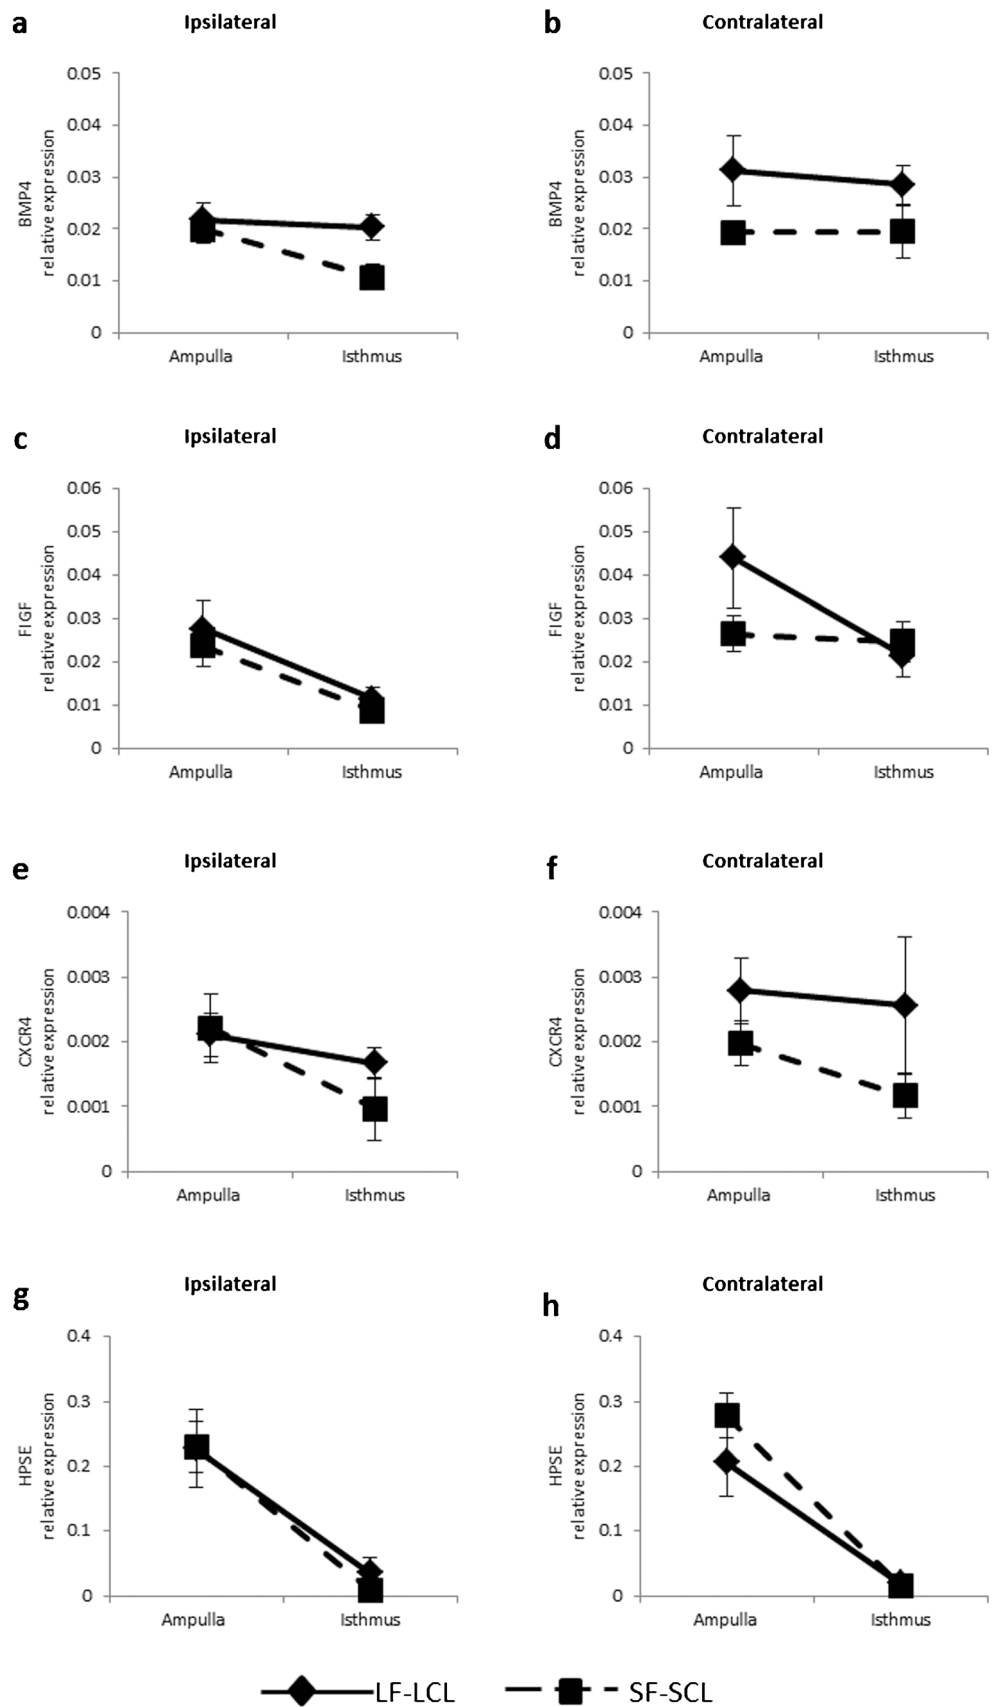 a Ipsilateral
b Contralateral
BMP4
relative expression
0.05
0.04
0.03
0.02
0.01
0
Ampulla Isthmus
BMP4
relative expression
0.05
0.04
0.03
0.02
0.01
0
Ampulla Isthmus
c Ipsilateral
d Contralateral
FIGF
relative expression
0.06
0.05
0.04
0.03
0.02
0.01
0
Ampulla Isthmus
FIGF
relative expression
0.06
0.05
0.04
0.03
0.02
0.01
0
Ampulla Isthmus
e Ipsilateral
f Contralateral
CXCR4
relative expression
0.004
0.003
0.002
0.001
0
Ampulla Isthmus
CXCR4
relative expression
0.004
0.003
0.002
0.001
0
Ampulla Isthmus
g Ipsilateral
h Contralateral
HPSE
relative expression
0.4
0.3
0.2
0.1
0
Ampulla Isthmus
HPSE
relative expression
0.4
0.3
0.2
0.1
0
Ampulla Isthmus
LF-LCL SF-SCL